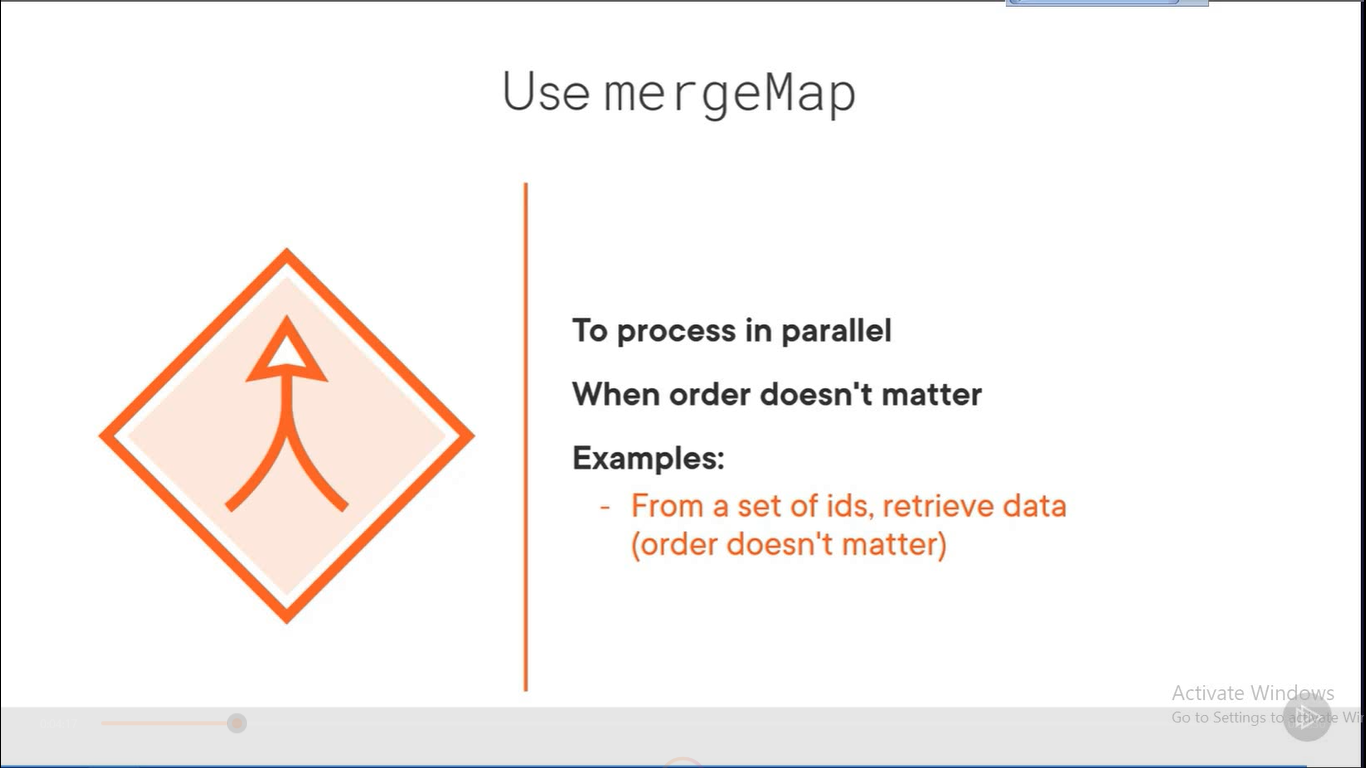 Use mergeMap
To process in parallel
When order doesn't matter
Examples:
- From a set of ids, retrieve data
(order doesn't matter)
Activate Windows
Go to Settings to activate Wi